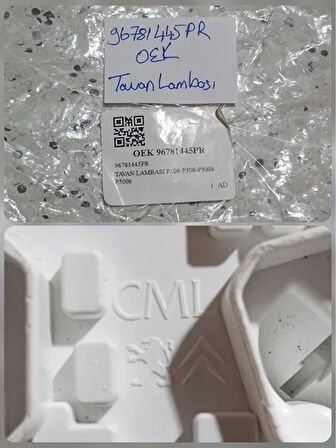 96781445PR
OEK
Tavan Lambası
OEK 96781445PR
96781445PR
TAVAN LAMBASI P208-P308-P3008
P5008
1 AD
CML